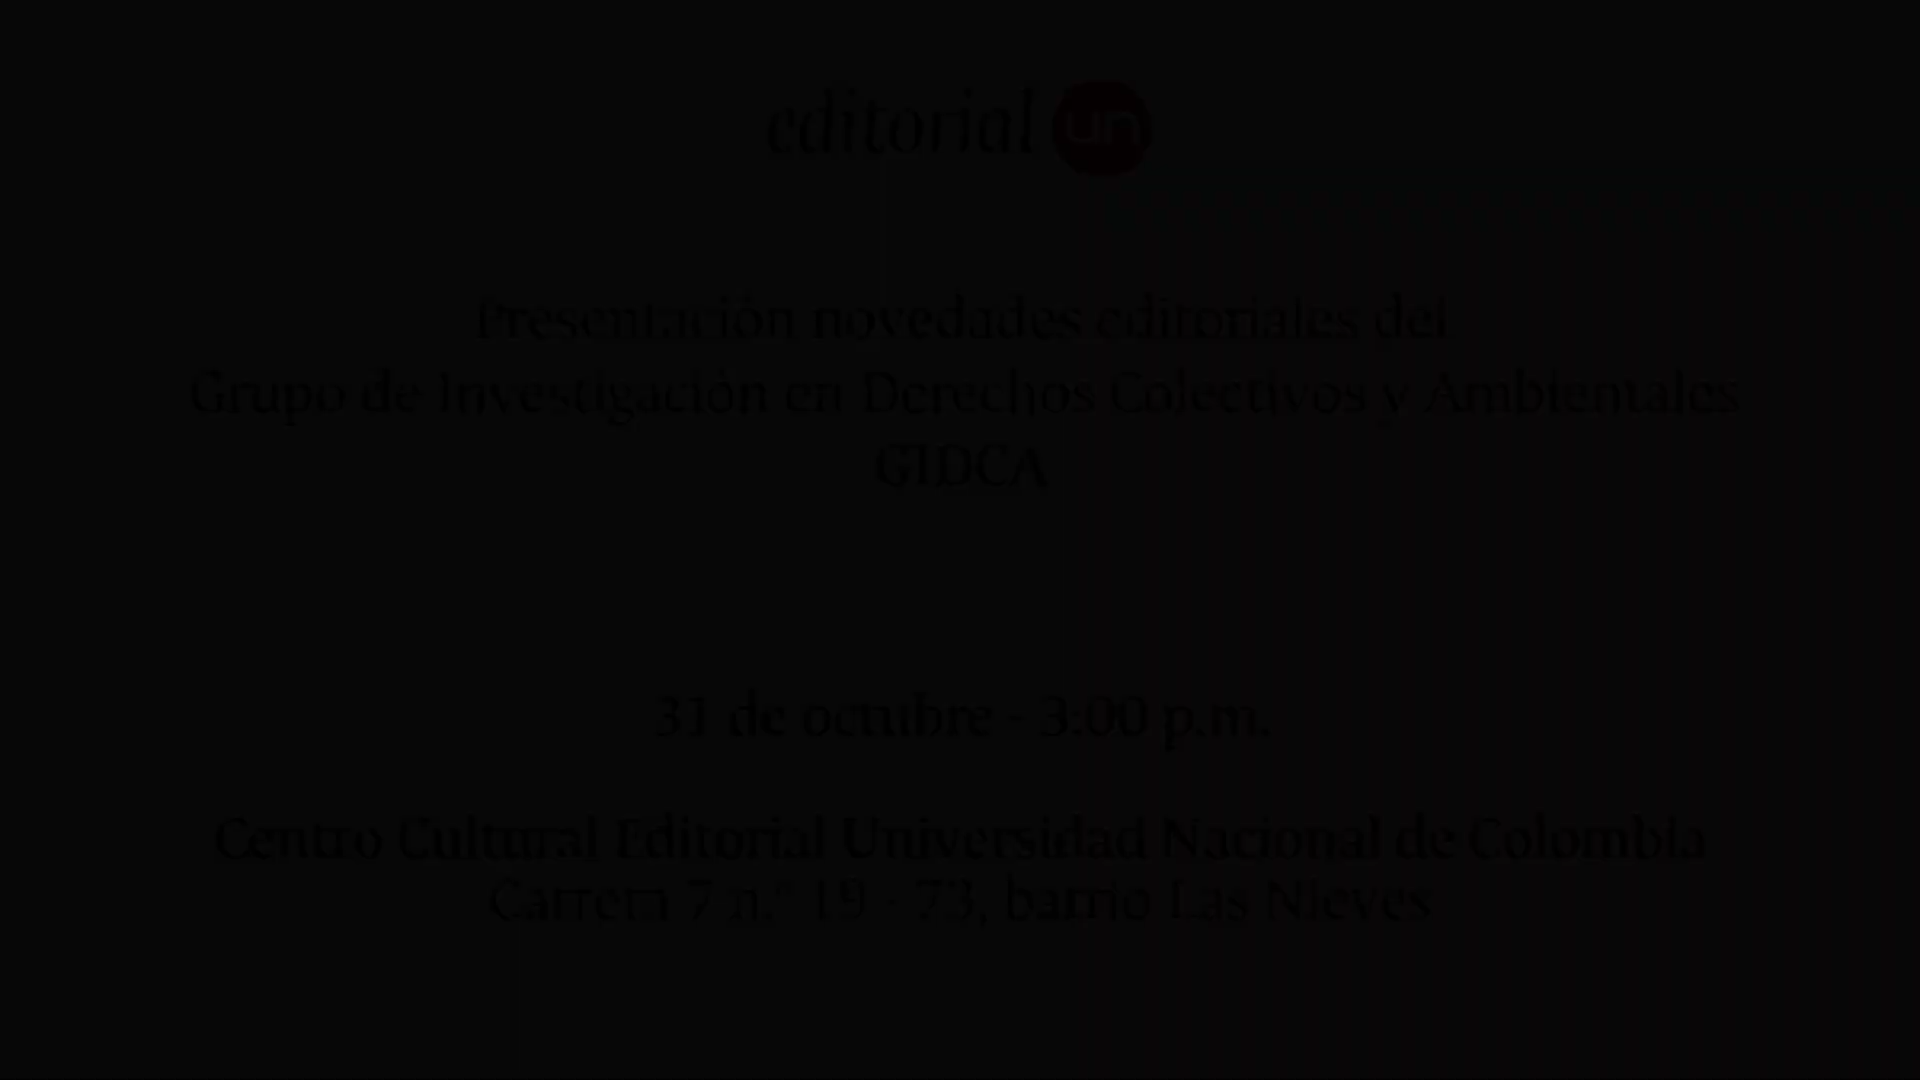 editorial un
Presentación novedades editoriales del
Grupo de Investigación en Derechos Colectivos y Ambientales
GIDCA
31 de octubre - 3:00 p.m.
Centro Cultural Editorial Universidad Nacional de Colombia
Carrera 7 n.° 19 - 73, barrio Las Nieves